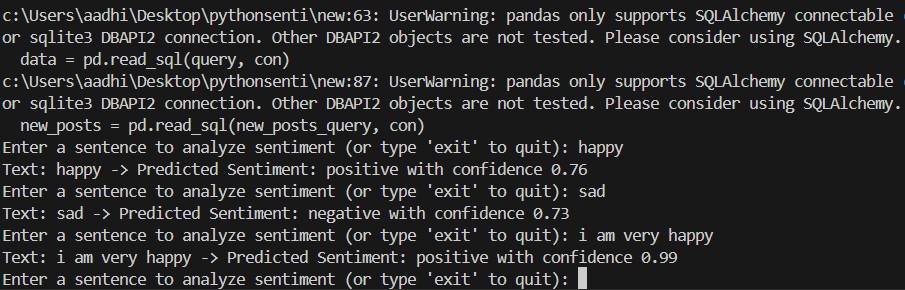 c:\Users\aadhi\Desktop\pythonsenti\new:63: UserWarning: pandas only supports SQLAlchemy connectable
or sqlite3 DBAPI2 connection. Other DBAPI2 objects are not tested. Please consider using SQLAlchemy.
  data = pd.read_sql(query, con)
c:\Users\aadhi\Desktop\pythonsenti\new:87: UserWarning: pandas only supports SQLAlchemy connectable
or sqlite3 DBAPI2 connection. Other DBAPI2 objects are not tested. Please consider using SQLAlchemy.
  new_posts = pd.read_sql(new_posts_query, con)
Enter a sentence to analyze sentiment (or type 'exit' to quit): happy
Text: happy -> Predicted Sentiment: positive with confidence 0.76
Enter a sentence to analyze sentiment (or type 'exit' to quit): sad
Text: sad -> Predicted Sentiment: negative with confidence 0.73
Enter a sentence to analyze sentiment (or type 'exit' to quit): i am very happy
Text: i am very happy -> Predicted Sentiment: positive with confidence 0.99
Enter a sentence to analyze sentiment (or type 'exit' to quit):